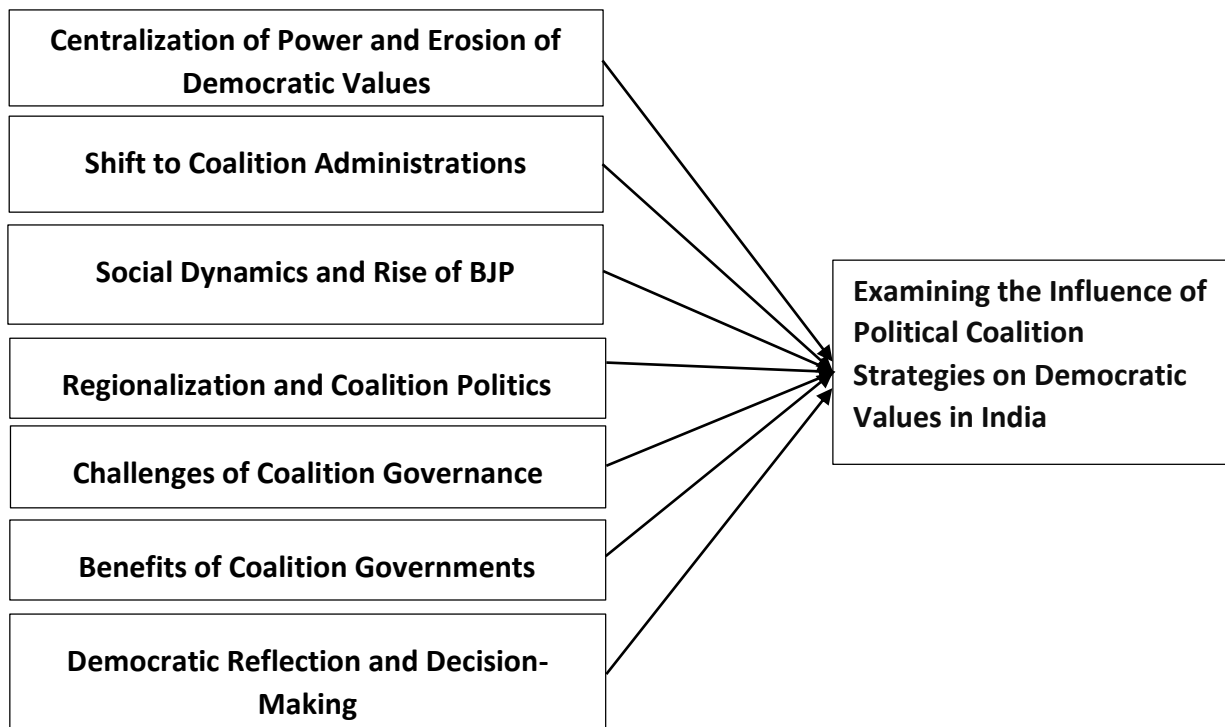 Centralization of Power and Erosion of
Democratic Values
Shift to Coalition Administrations
Social Dynamics and Rise of BJP
Regionalization and Coalition Politics
Challenges of Coalition Governance
Benefits of Coalition Governments
Democratic Reflection and Decision-
Making
Examining the Influence of
Political Coalition
Strategies on Democratic
Values in India